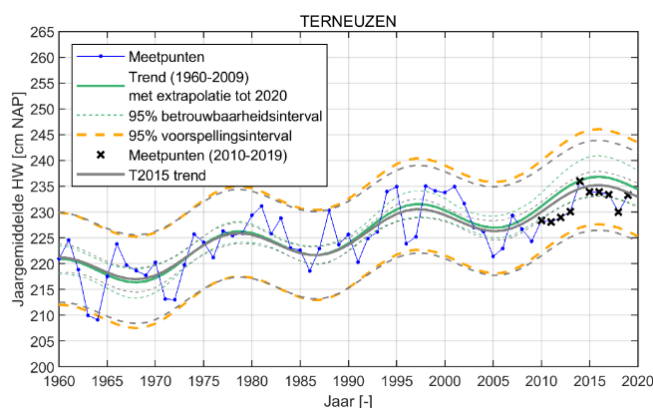 TERNEUZEN
265
260
255
250
245
240
235
230
225
220
215
210
205
200
Jaargemiddelde HW [cm NAP]
Meetpunten
Trend (1960-2009)
met extrapolatie tot 2020
95% betrouwbaarheidsinterval
95% voorspellingsinterval
Meetpunten (2010-2019)
T2015 trend
1960 1965 1970 1975 1980 1985 1990 1995 2000 2005 2010 2015 2020
Jaar [-]